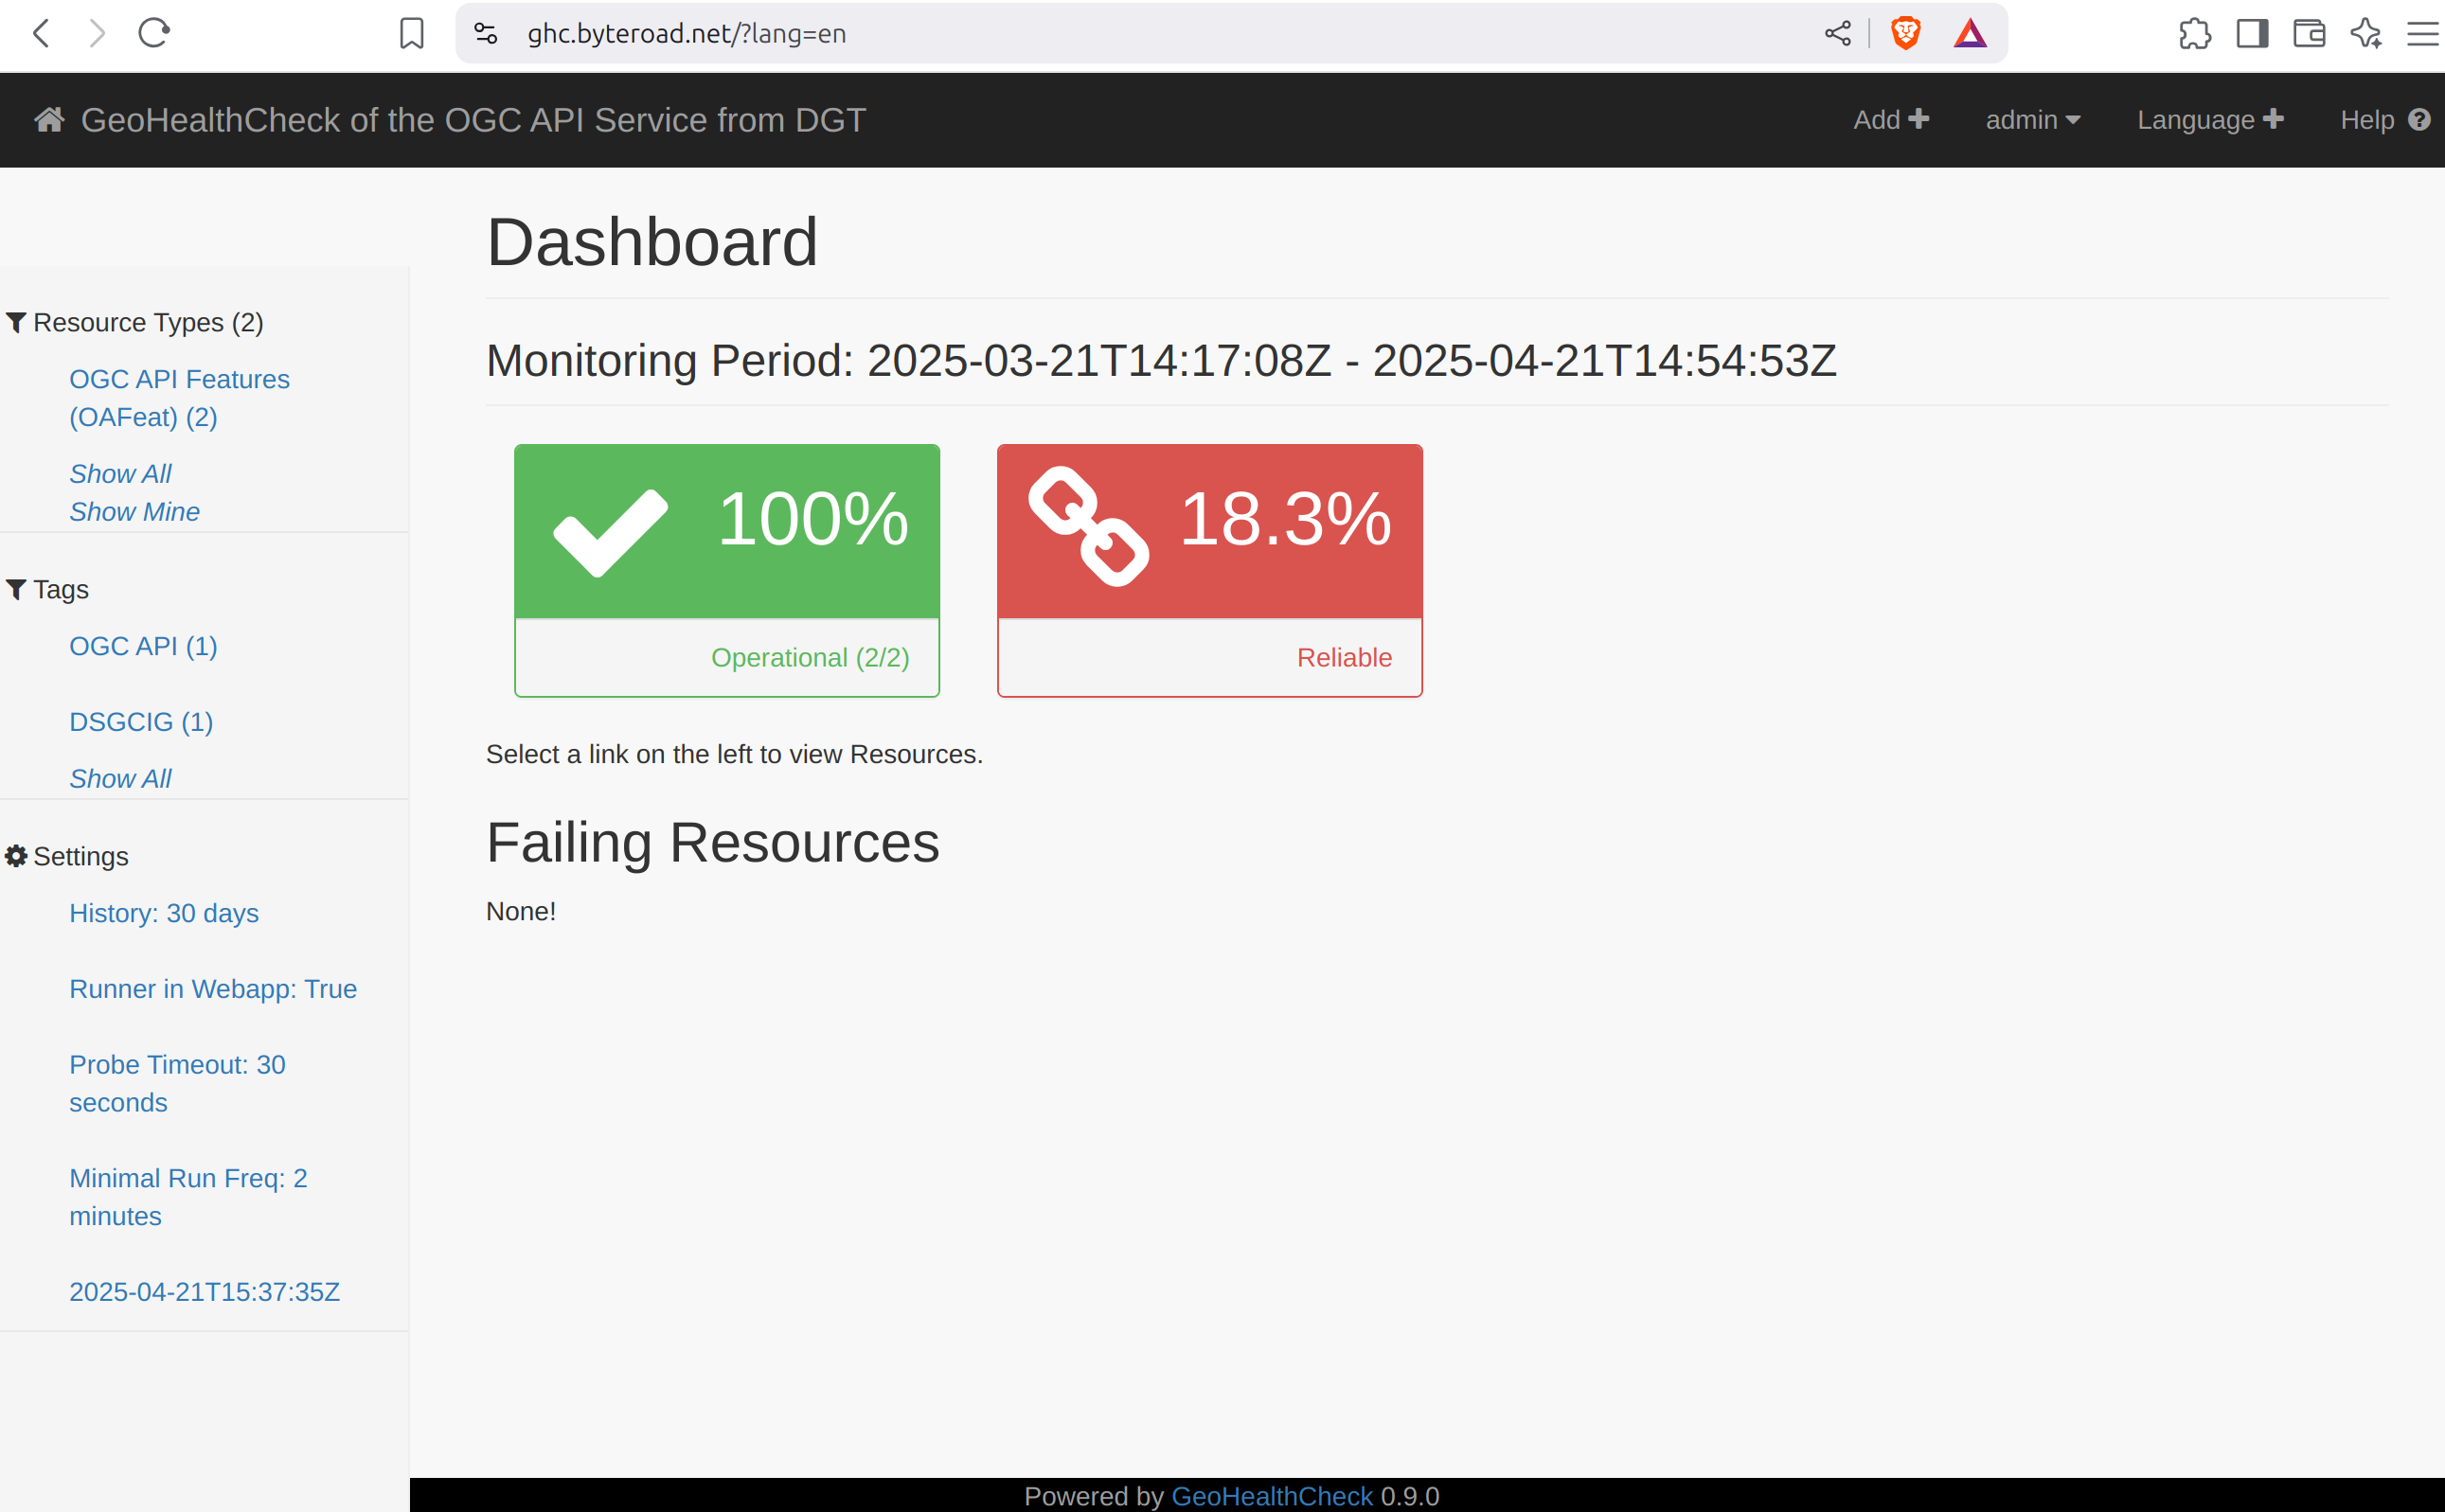 ghc.byteroad.net/?lang=en
GeoHealthCheck of the OGC API Service from DGT
Add
admin
Language
Help
Dashboard
Monitoring Period: 2025-03-21T14:17:08Z - 2025-04-21T14:54:53Z
Resource Types (2)
OGC API Features
(OAFeat) (2)
Show All
Show Mine
Tags
OGC API (1)
DSGCIG (1)
Show All
Settings
History: 30 days
Runner in Webapp: True
Probe Timeout: 30
seconds
Minimal Run Freq: 2
minutes
2025-04-21T15:37:35Z
100%
Operational (2/2)
18.3%
Reliable
Select a link on the left to view Resources.
Failing Resources
None!
Powered by GeoHealthCheck 0.9.0